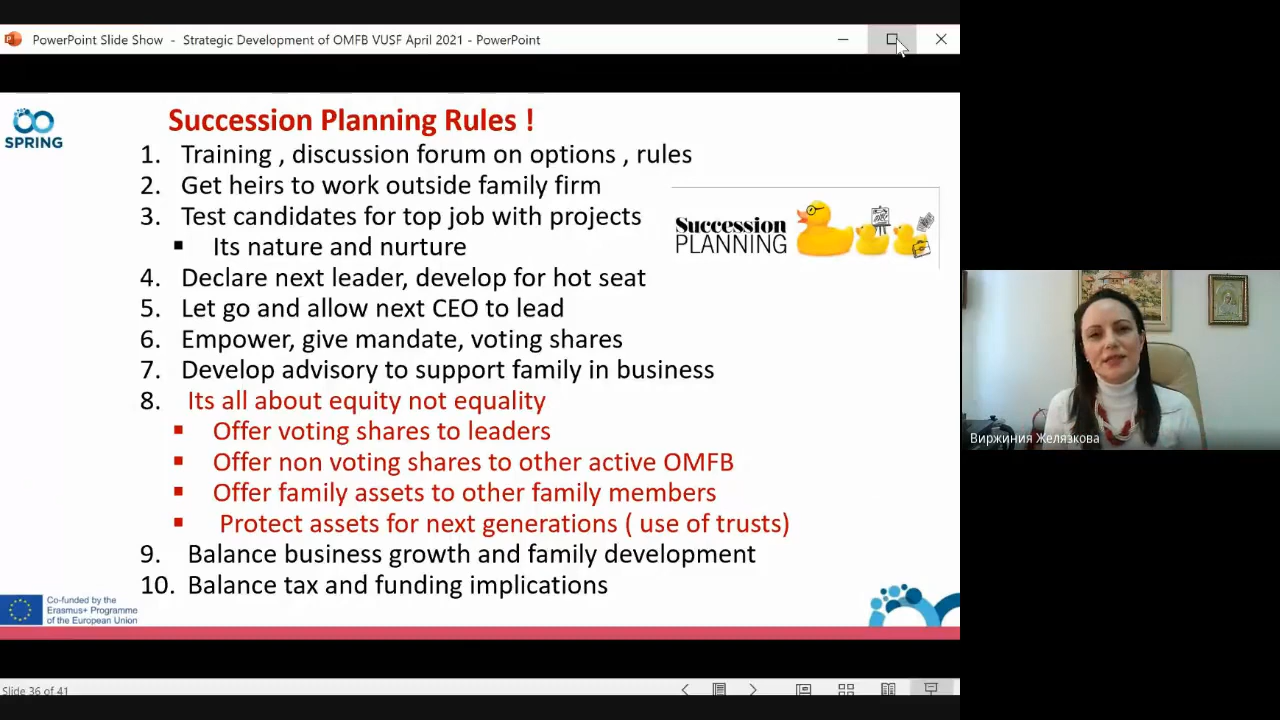 PowerPoint Slide Show - Strategic Development of OMFB VUSF April 2021 - PowerPoint
SPRING
Succession Planning Rules !
1. Training , discussion forum on options , rules
2. Get heirs to work outside family firm
3. Test candidates for top job with projects
▪ Its nature and nurture
Succession
PLANNING
4. Declare next leader, develop for hot seat
5. Let go and allow next CEO to lead
6. Empower, give mandate, voting shares
7. Develop advisory to support family in business
8. Its all about equity not equality
▪ Offer voting shares to leaders
▪ Offer non voting shares to other active OMFB
▪ Offer family assets to other family members
▪ Protect assets for next generations ( use of trusts)
9. Balance business growth and family development
10. Balance tax and funding implications
Co-funded by the
Erasmus+ Programme
of the European Union
Виржиния Желязкова
Slide 36 of 41